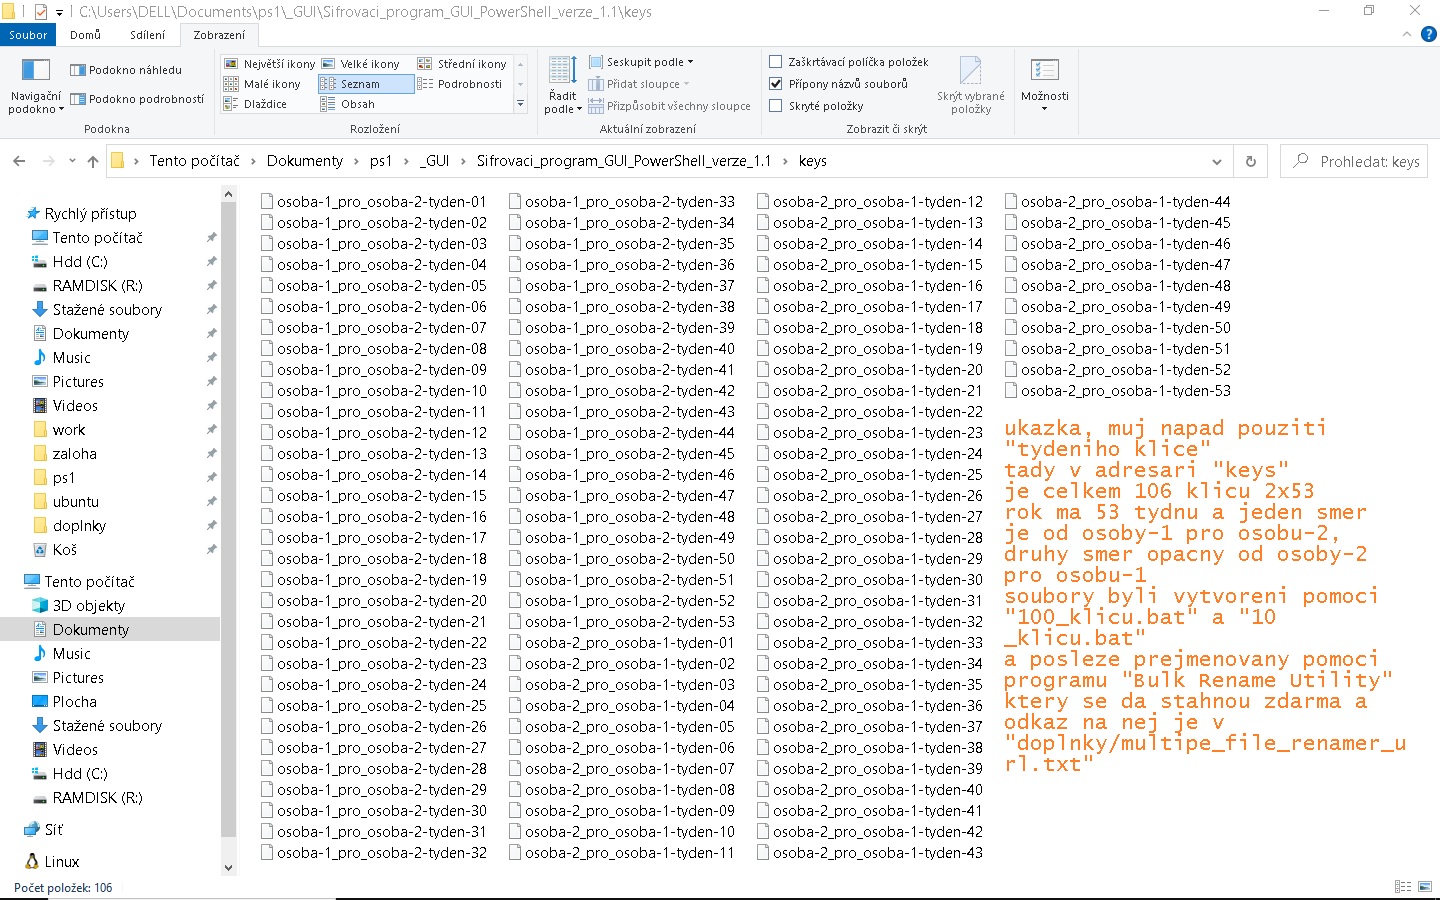 C:\Users\DELL\Documents\ps1\_GUI\Sifrovaci_program_GUI_PowerShell_verze_1.1\keys
Soubor
Domů
Sdílení
Zobrazení
Navigační podokno
Podokno náhledu
Podokno podrobností
Podokna
Největší ikony
Velké ikony
Střední ikony
Malé ikony
Seznam
Podrobnosti
Dlaždice
Obsah
Rozložení
Řadit podle
Seskupit podle
Přidat sloupce
Přizpůsobit všechny sloupce
Aktuální zobrazení
Zaškrtávací políčka položek
Přípony názvů souborů
Skryté položky
Skrýt vybrané položky
Zobrazit či skrýt
Možnosti
Tento počítač
Dokumenty
ps1
_GUI
Sifrovaci_program_GUI_PowerShell_verze_1.1
keys
Prohledat: keys
Rychlý přístup
Tento počítač
Hdd (C:)
RAMDISK (R:)
Stažené soubory
Dokumenty
Music
Pictures
Videos
work
zaloha
ps1
ubuntu
doplnky
Koš
Tento počítač
3D objekty
Dokumenty
Music
Pictures
Plocha
Stažené soubory
Videos
Hdd (C:)
RAMDISK (R:)
Síť
Linux
osoba-1_pro_osoba-2-tyden-01
osoba-1_pro_osoba-2-tyden-02
osoba-1_pro_osoba-2-tyden-03
osoba-1_pro_osoba-2-tyden-04
osoba-1_pro_osoba-2-tyden-05
osoba-1_pro_osoba-2-tyden-06
osoba-1_pro_osoba-2-tyden-07
osoba-1_pro_osoba-2-tyden-08
osoba-1_pro_osoba-2-tyden-09
osoba-1_pro_osoba-2-tyden-10
osoba-1_pro_osoba-2-tyden-11
osoba-1_pro_osoba-2-tyden-12
osoba-1_pro_osoba-2-tyden-13
osoba-1_pro_osoba-2-tyden-14
osoba-1_pro_osoba-2-tyden-15
osoba-1_pro_osoba-2-tyden-16
osoba-1_pro_osoba-2-tyden-17
osoba-1_pro_osoba-2-tyden-18
osoba-1_pro_osoba-2-tyden-19
osoba-1_pro_osoba-2-tyden-20
osoba-1_pro_osoba-2-tyden-21
osoba-1_pro_osoba-2-tyden-22
osoba-1_pro_osoba-2-tyden-23
osoba-1_pro_osoba-2-tyden-24
osoba-1_pro_osoba-2-tyden-25
osoba-1_pro_osoba-2-tyden-26
osoba-1_pro_osoba-2-tyden-27
osoba-1_pro_osoba-2-tyden-28
osoba-1_pro_osoba-2-tyden-29
osoba-1_pro_osoba-2-tyden-30
osoba-1_pro_osoba-2-tyden-31
osoba-1_pro_osoba-2-tyden-32
osoba-1_pro_osoba-2-tyden-33
osoba-1_pro_osoba-2-tyden-34
osoba-1_pro_osoba-2-tyden-35
osoba-1_pro_osoba-2-tyden-36
osoba-1_pro_osoba-2-tyden-37
osoba-1_pro_osoba-2-tyden-38
osoba-1_pro_osoba-2-tyden-39
osoba-1_pro_osoba-2-tyden-40
osoba-1_pro_osoba-2-tyden-41
osoba-1_pro_osoba-2-tyden-42
osoba-1_pro_osoba-2-tyden-43
osoba-1_pro_osoba-2-tyden-44
osoba-1_pro_osoba-2-tyden-45
osoba-1_pro_osoba-2-tyden-46
osoba-1_pro_osoba-2-tyden-47
osoba-1_pro_osoba-2-tyden-48
osoba-1_pro_osoba-2-tyden-49
osoba-1_pro_osoba-2-tyden-50
osoba-1_pro_osoba-2-tyden-51
osoba-1_pro_osoba-2-tyden-52
osoba-1_pro_osoba-2-tyden-53
osoba-2_pro_osoba-1-tyden-01
osoba-2_pro_osoba-1-tyden-02
osoba-2_pro_osoba-1-tyden-03
osoba-2_pro_osoba-1-tyden-04
osoba-2_pro_osoba-1-tyden-05
osoba-2_pro_osoba-1-tyden-06
osoba-2_pro_osoba-1-tyden-07
osoba-2_pro_osoba-1-tyden-08
osoba-2_pro_osoba-1-tyden-09
osoba-2_pro_osoba-1-tyden-10
osoba-2_pro_osoba-1-tyden-11
osoba-2_pro_osoba-1-tyden-12
osoba-2_pro_osoba-1-tyden-13
osoba-2_pro_osoba-1-tyden-14
osoba-2_pro_osoba-1-tyden-15
osoba-2_pro_osoba-1-tyden-16
osoba-2_pro_osoba-1-tyden-17
osoba-2_pro_osoba-1-tyden-18
osoba-2_pro_osoba-1-tyden-19
osoba-2_pro_osoba-1-tyden-20
osoba-2_pro_osoba-1-tyden-21
osoba-2_pro_osoba-1-tyden-22
osoba-2_pro_osoba-1-tyden-23
osoba-2_pro_osoba-1-tyden-24
osoba-2_pro_osoba-1-tyden-25
osoba-2_pro_osoba-1-tyden-26
osoba-2_pro_osoba-1-tyden-27
osoba-2_pro_osoba-1-tyden-28
osoba-2_pro_osoba-1-tyden-29
osoba-2_pro_osoba-1-tyden-30
osoba-2_pro_osoba-1-tyden-31
osoba-2_pro_osoba-1-tyden-32
osoba-2_pro_osoba-1-tyden-33
osoba-2_pro_osoba-1-tyden-34
osoba-2_pro_osoba-1-tyden-35
osoba-2_pro_osoba-1-tyden-36
osoba-2_pro_osoba-1-tyden-37
osoba-2_pro_osoba-1-tyden-38
osoba-2_pro_osoba-1-tyden-39
osoba-2_pro_osoba-1-tyden-40
osoba-2_pro_osoba-1-tyden-41
osoba-2_pro_osoba-1-tyden-42
osoba-2_pro_osoba-1-tyden-43
osoba-2_pro_osoba-1-tyden-44
osoba-2_pro_osoba-1-tyden-45
osoba-2_pro_osoba-1-tyden-46
osoba-2_pro_osoba-1-tyden-47
osoba-2_pro_osoba-1-tyden-48
osoba-2_pro_osoba-1-tyden-49
osoba-2_pro_osoba-1-tyden-50
osoba-2_pro_osoba-1-tyden-51
osoba-2_pro_osoba-1-tyden-52
osoba-2_pro_osoba-1-tyden-53
ukazka, muj napad pouziti
"tydeniho klice"
tady v adresari "keys"
je celkem 106 klicu 2x53
rok ma 53 tydnu a jeden smer
je od osoby-1 pro osobu-2,
druhy smer opacny od osoby-2
pro osobu-1
soubory byli vytvoreni pomoci
"100_klicu.bat" a "10
_klicu.bat"
a posleze prejmenovany pomoci
programu "Bulk Rename Utility"
ktery se da stahnou zdarma a
odkaz na nej je v
"doplnky/multipe_file_renamer_u
rl.txt"
Počet položek: 106